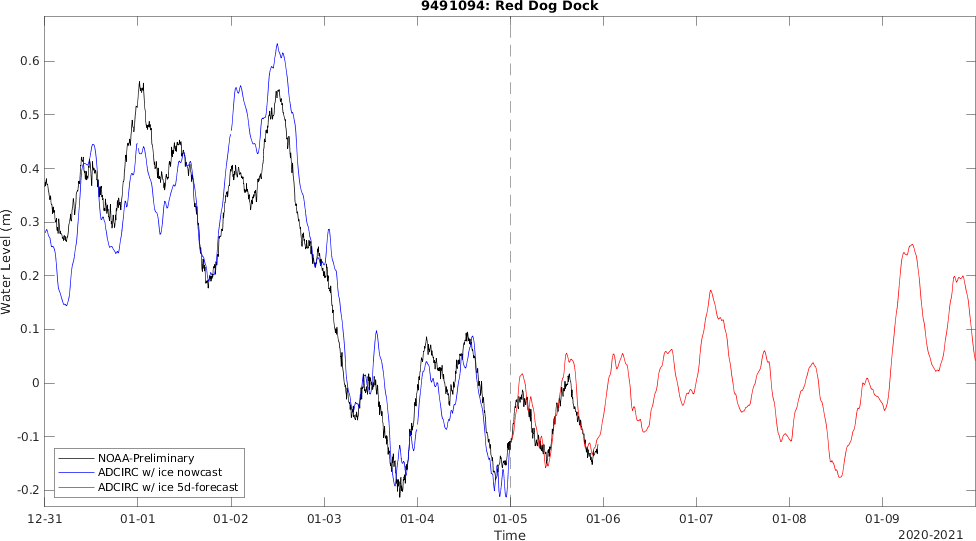 9491094: Red Dog Dock
0.6
0.5
0.4
0.3
0.2
0.1
0
-0.1
-0.2
Water Level (m)
NOAA-Preliminary
ADCIRC w/ ice nowcast
ADCIRC w/ ice 5d-forecast
12-31 01-01 01-02 01-03 01-04 01-05 01-06 01-07 01-08 01-09
Time
2020-2021